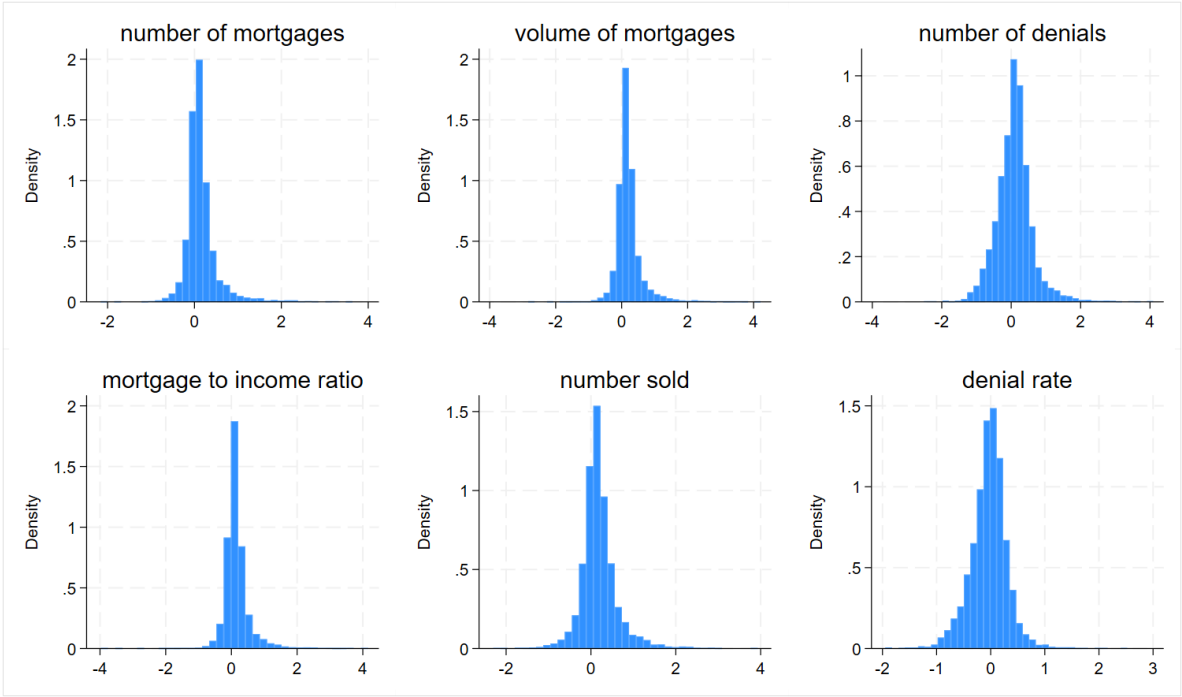 number of mortgages
Density
2
1.5
1
.5
0
-2 0 2 4
volume of mortgages
Density
2
1.5
1
.5
0
-4 -2 0 2 4
number of denials
Density
1
.8
.6
.4
.2
0
-4 -2 0 2 4
mortgage to income ratio
Density
2
1.5
1
.5
0
-4 -2 0 2 4
number sold
Density
1.5
1
.5
0
-2 0 2 4
denial rate
Density
1.5
1
.5
0
-2 -1 0 1 2 3